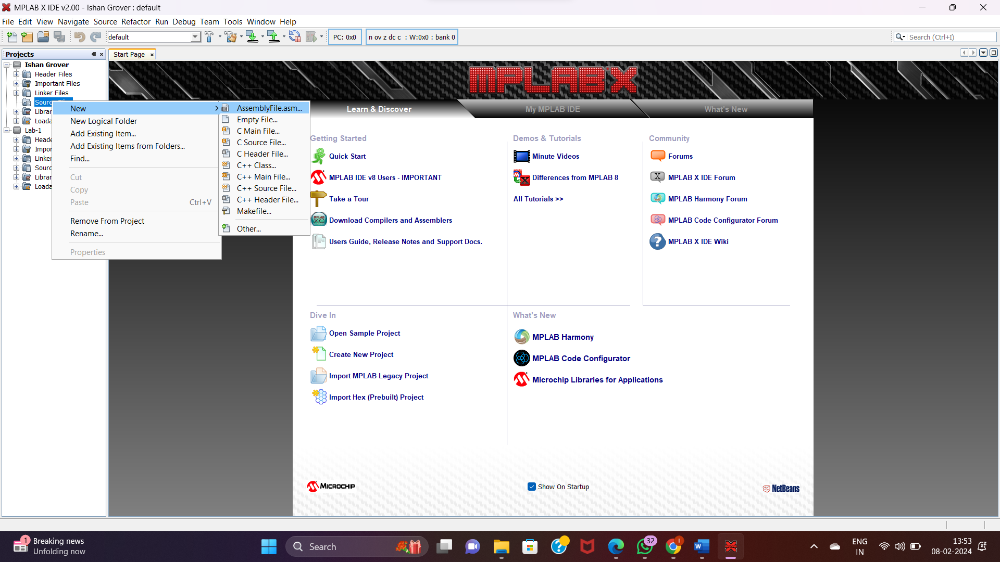 MPLAB X IDE v2.00 - Ishan Grover : default
File Edit View Navigate Source Refactor Run Debug Team Tools Window Help
default
PC: 0x0
n ov z dc c : W:0x0 : bank 0
Search (Ctrl+I)
Projects
Start Page
Ishan Grover
Header Files
Important Files
Linker Files
Loada
Lab-1
Linker
Loada
New
New Logical Folder
Add Existing Item...
Add Existing Items from Folders...
Find...
Cut
Copy
Paste Ctrl+V
Remove From Project
Rename...
Properties
AssemblyFile.asm...
Empty File...
C Main File...
C Source File...
C Header File...
C++ Class...
C++ Main File...
C++ Source File...
C++ Header File...
Makefile...
Other...
MPLAB X
Learn & Discover
My MPLAB IDE
What's New
Getting Started
Quick Start
MPLAB IDE v8 Users - IMPORTANT
Take a Tour
Download Compilers and Assemblers
Users Guide, Release Notes and Support Docs.
Demos & Tutorials
Minute Videos
Differences from MPLAB 8
All Tutorials >>
Community
Forums
MPLAB X IDE Forum
MPLAB Harmony Forum
MPLAB Code Configurator Forum
MPLAB X IDE Wiki
Dive In
Open Sample Project
Create New Project
Import MPLAB Legacy Project
Import Hex (Prebuilt) Project
What's New
MPLAB Harmony
MPLAB Code Configurator
Microchip Libraries for Applications
MICROCHIP
Show On Startup
NetBeans
1
Breaking news
Unfolding now
Search
32
ENG
IN
13:53
08-02-2024